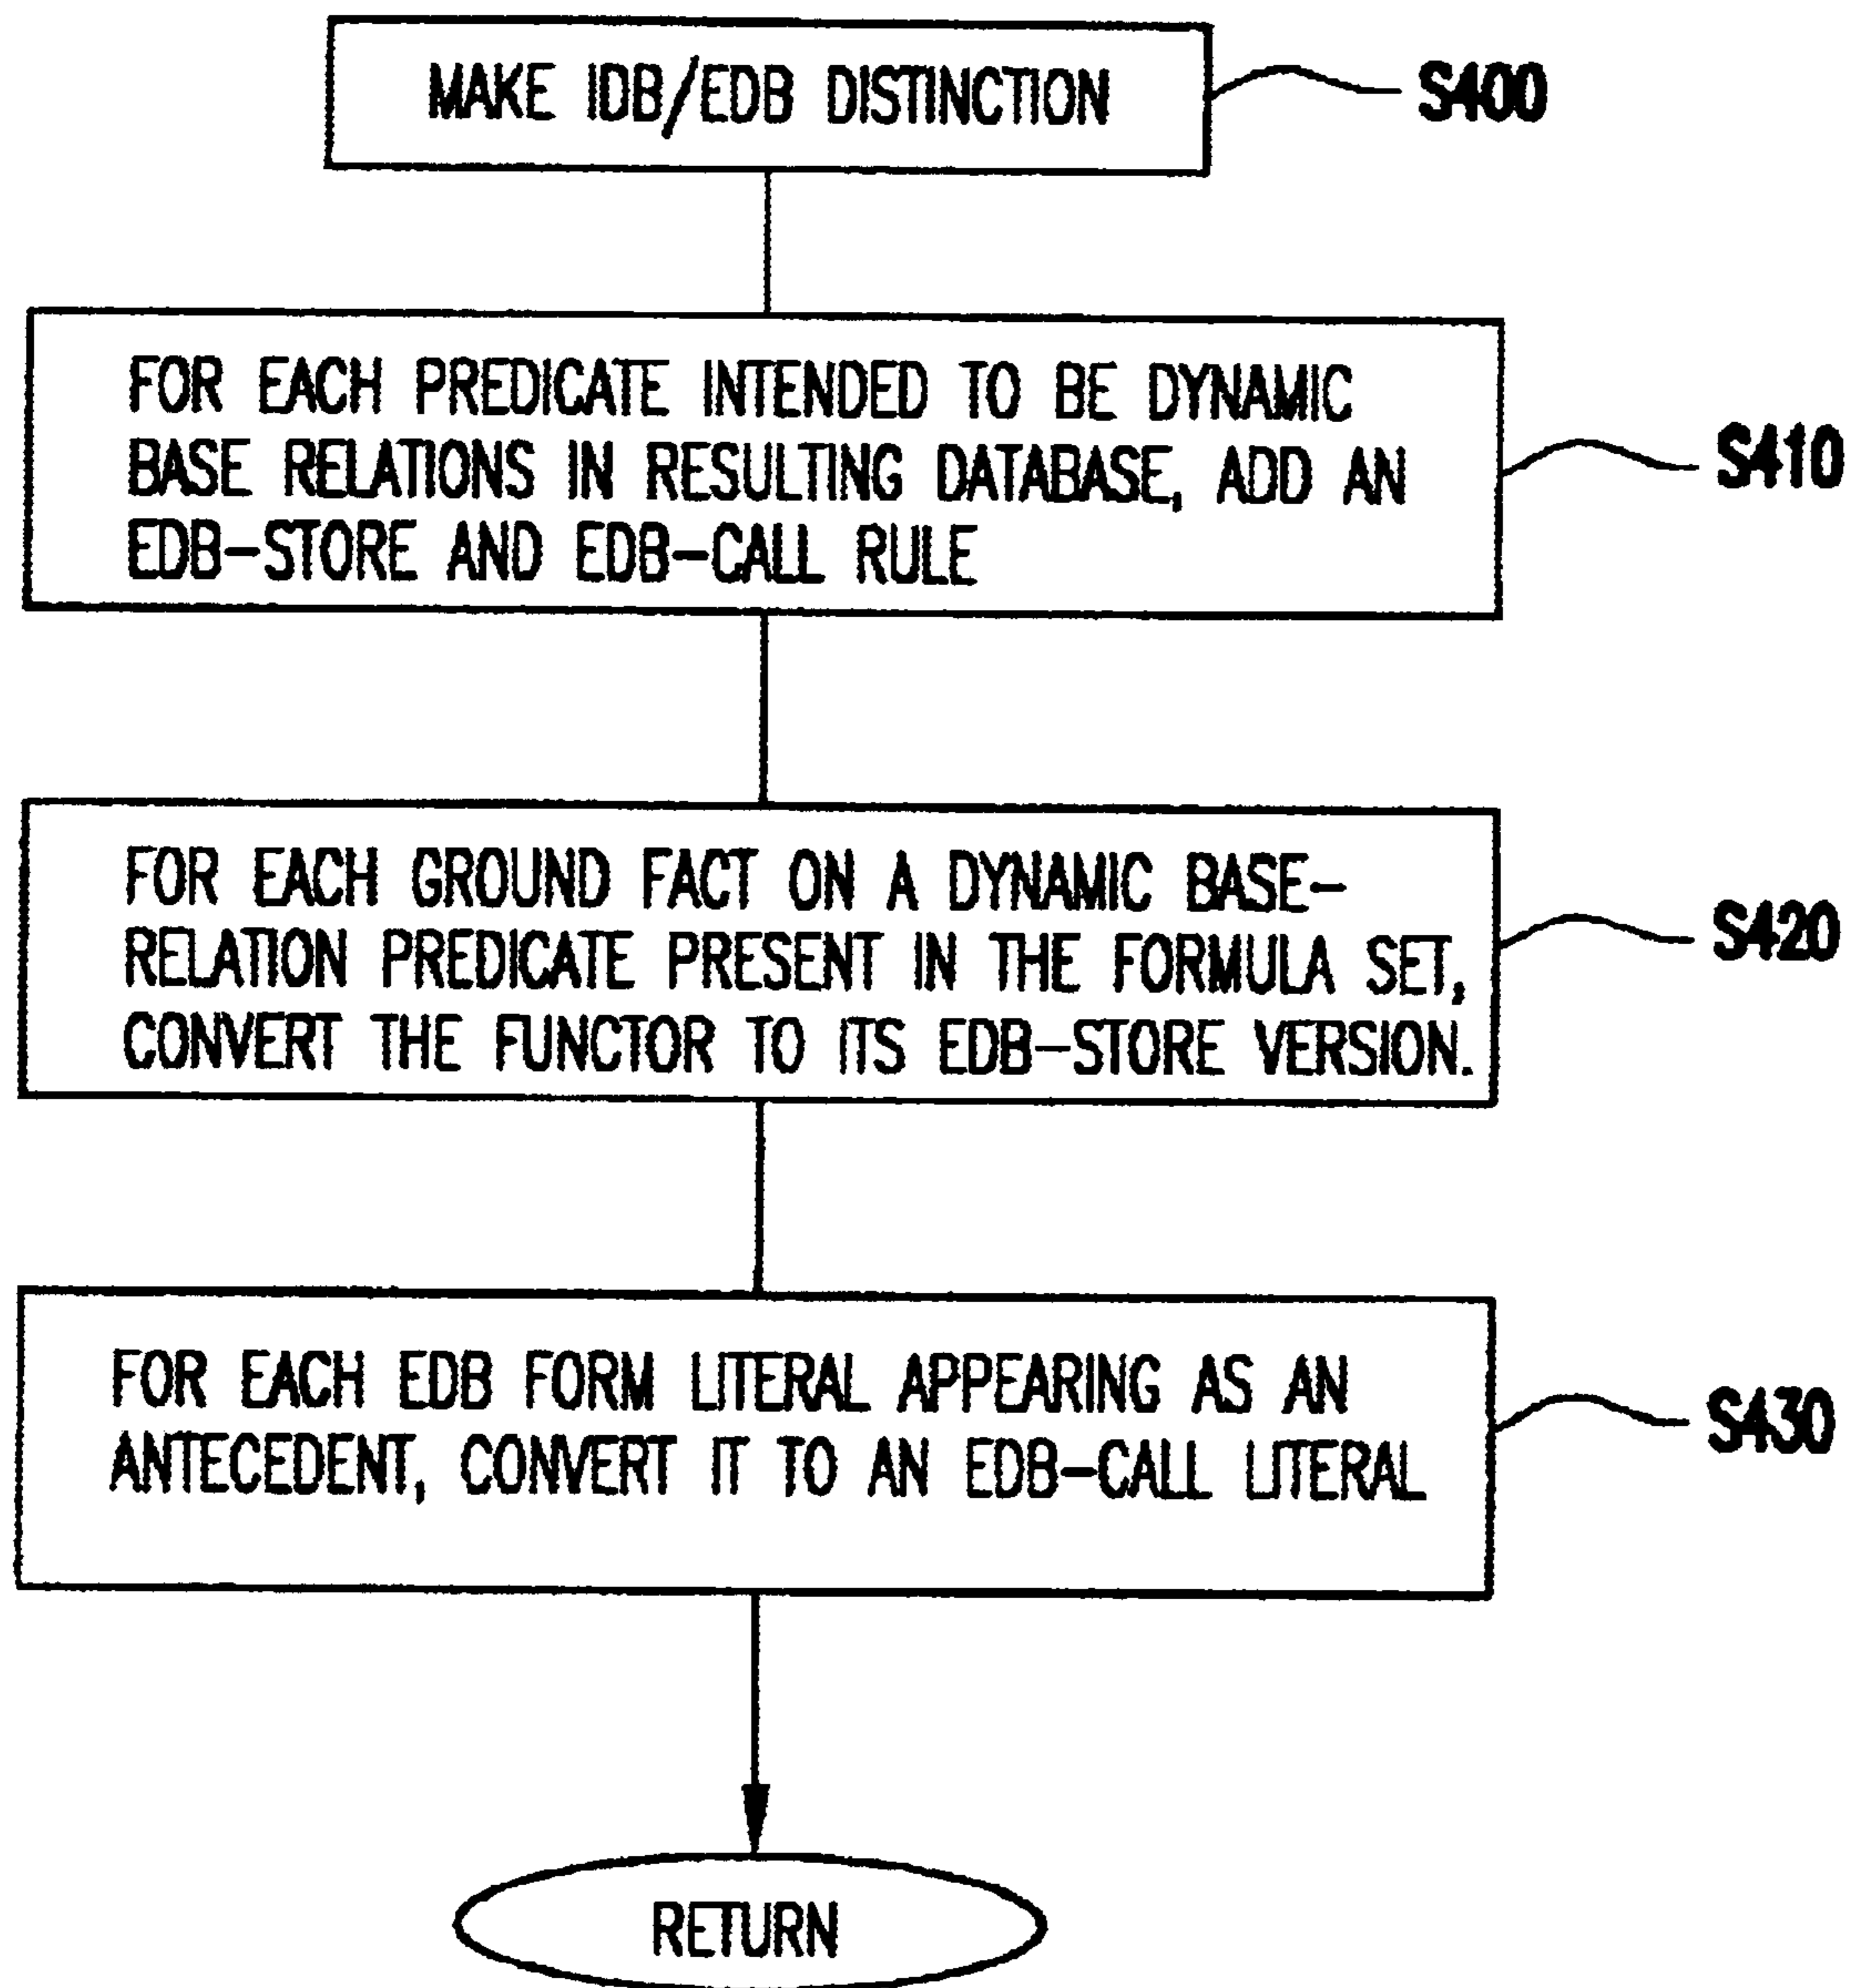 MAKE IDB/EDB DISTINCTION
S400
FOR EACH PREDICATE INTENDED TO BE DYNAMIC
BASE RELATIONS IN RESULTING DATABASE, ADD AN
EDB-STORE AND EDB-CALL RULE
S410
FOR EACH GROUND FACT ON A DYNAMIC BASE-
RELATION PREDICATE PRESENT IN THE FORMULA SET,
CONVERT THE FUNCTOR TO ITS EDB-STORE VERSION.
S420
FOR EACH EDB FORM LITERAL APPEARING AS AN
ANTECEDENT, CONVERT IT TO AN EDB-CALL LITERAL
S430
RETURN